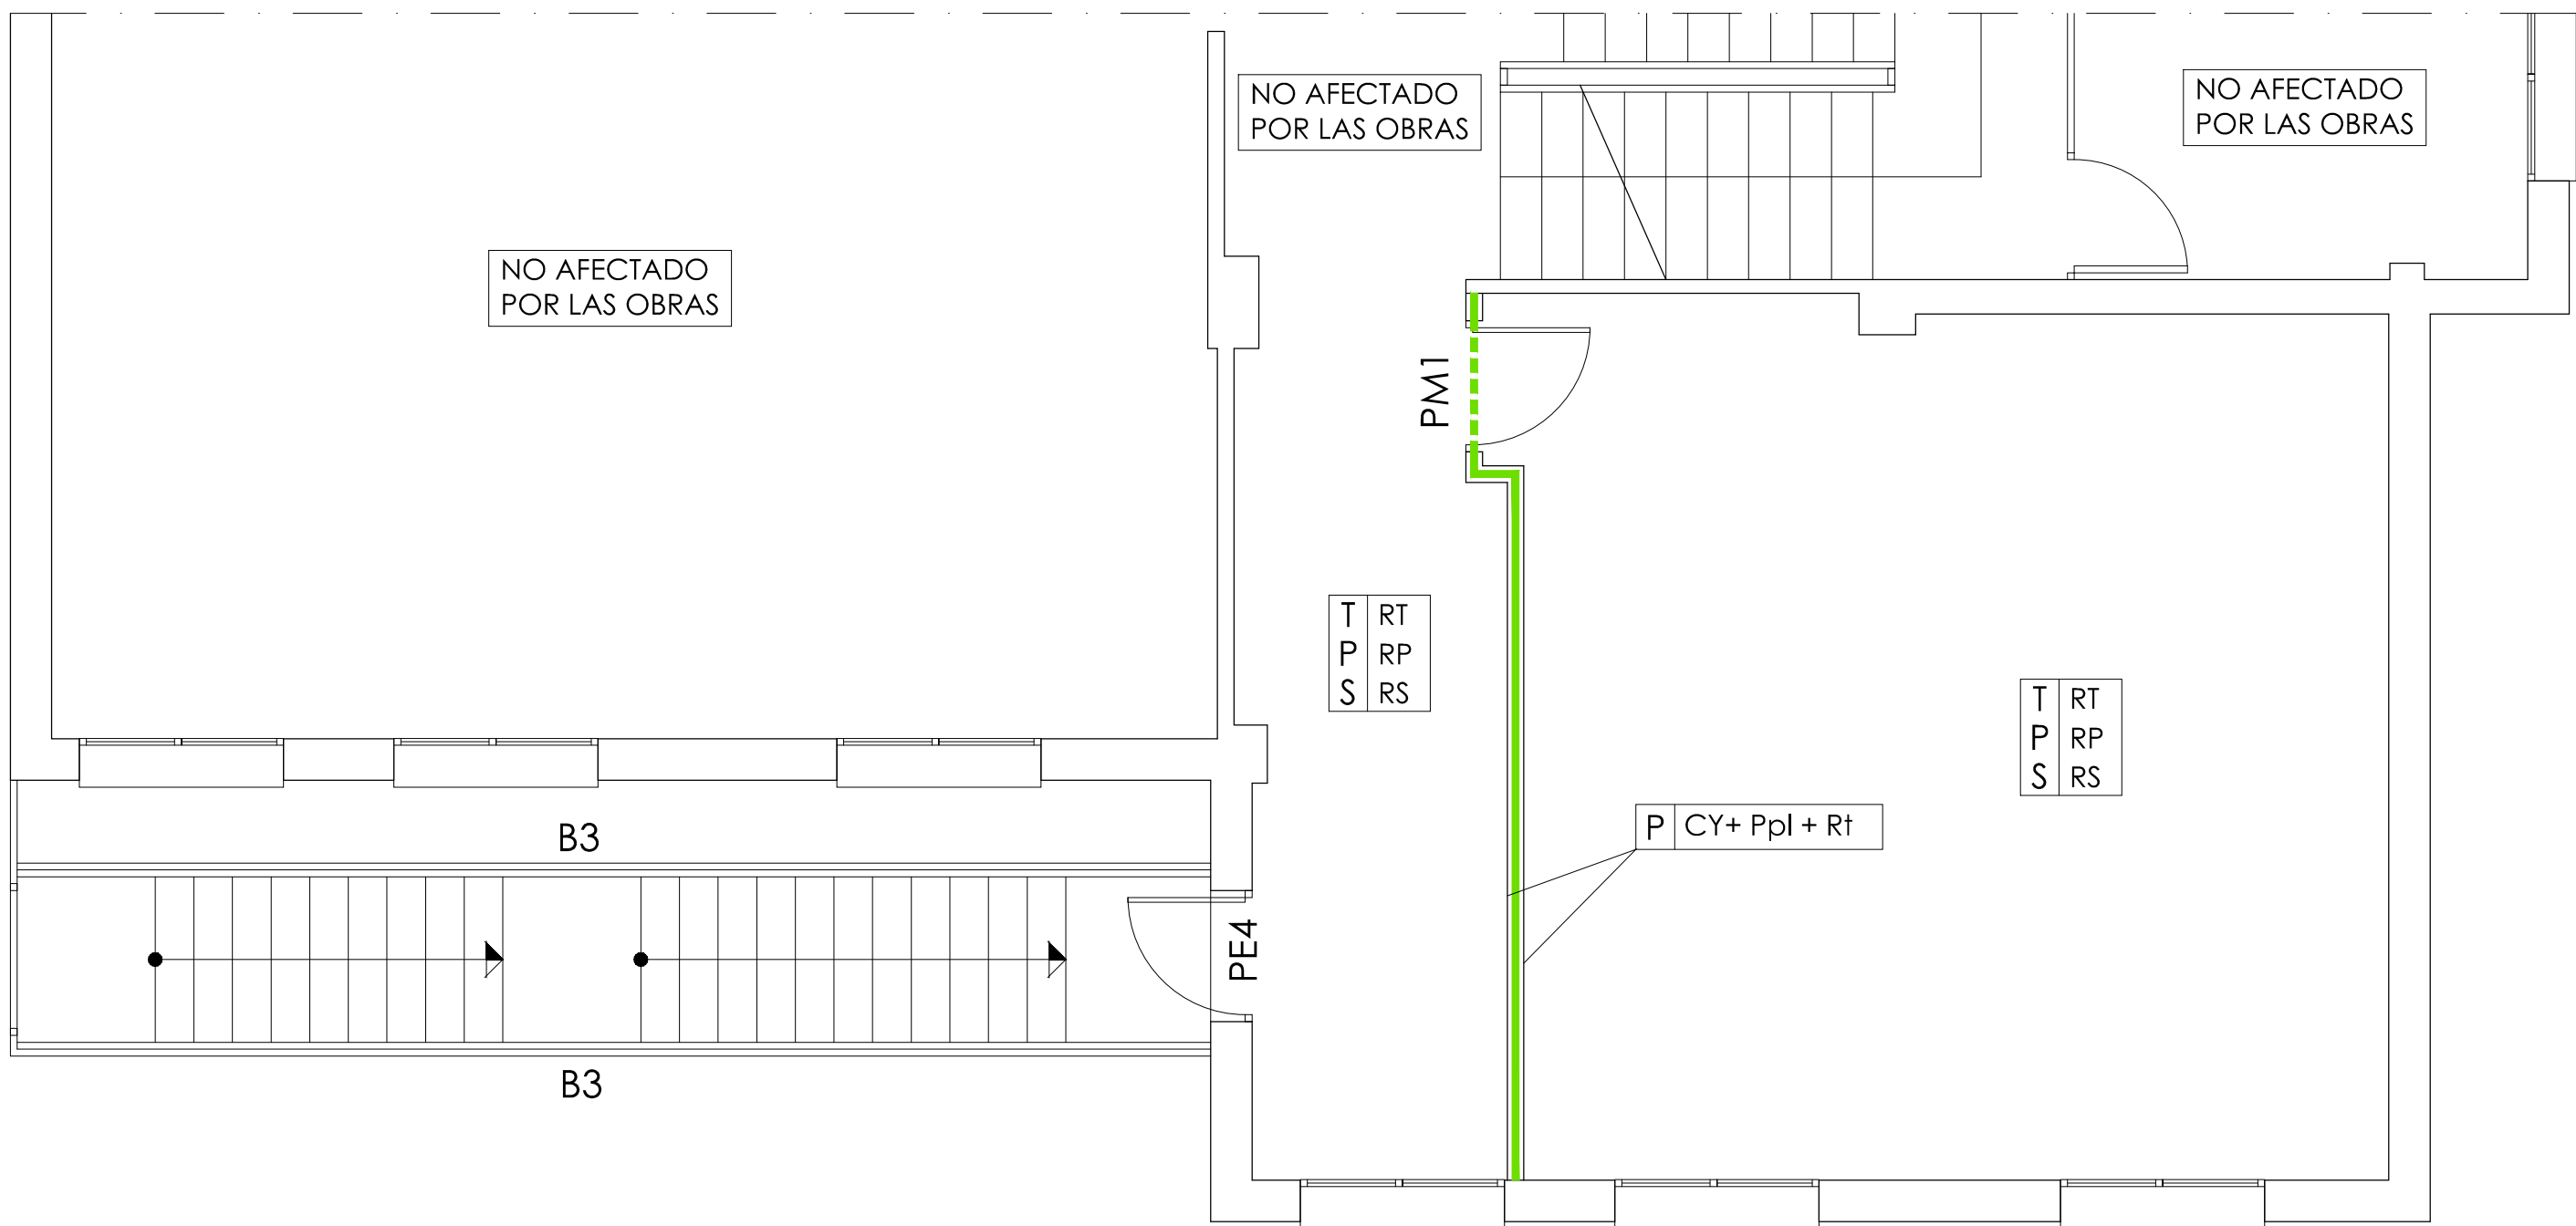 NO AFECTADO
POR LAS OBRAS
NO AFECTADO
POR LAS OBRAS
NO AFECTADO
POR LAS OBRAS
PM1
T RT
P RP
S RS
T RT
P RP
S RS
P CY+ Ppl + Rt
B3
PE4
B3